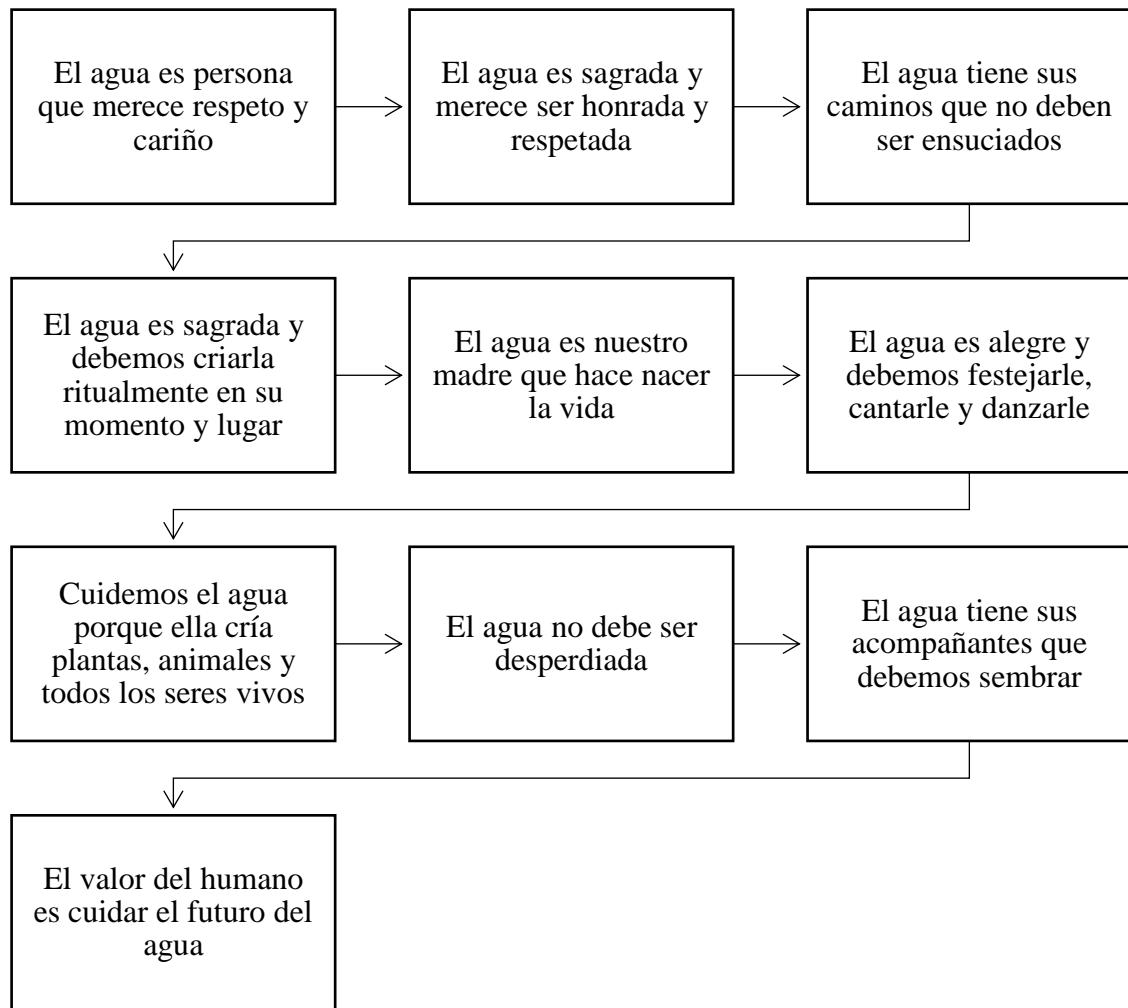 El agua es persona
que merece respeto y
cariño
El agua es sagrada y
merece ser honrada y
respetada
El agua tiene sus
caminos que no deben
ser ensuciados
El agua es sagrada y
debemos criarla
ritualmente en su
momento y lugar
El agua es nuestro
madre que hace nacer
la vida
El agua es alegre y
debemos festejarle,
cantarle y danzarle
Cuidemos el agua
porque ella cría
plantas, animales y
todos los seres vivos
El agua no debe ser
desperdiada
El agua tiene sus
acompañantes que
debemos sembrar
El valor del humano
es cuidar el futuro del
agua